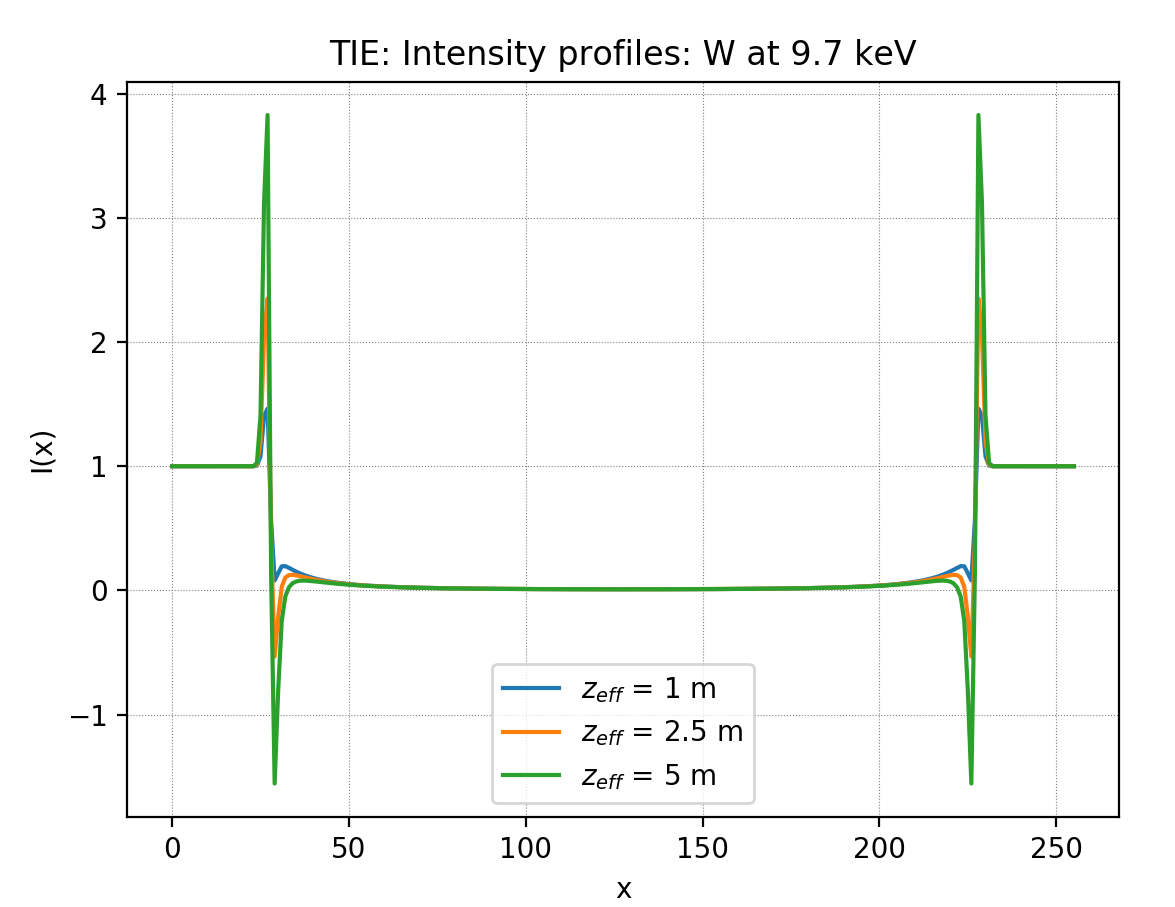 TIE: Intensity profiles: W at 9.7 keV
4
3
2
1
0
−1
I(x)
z_eff = 1 m
z_eff = 2.5 m
z_eff = 5 m
0 50 100 150 200 250
x